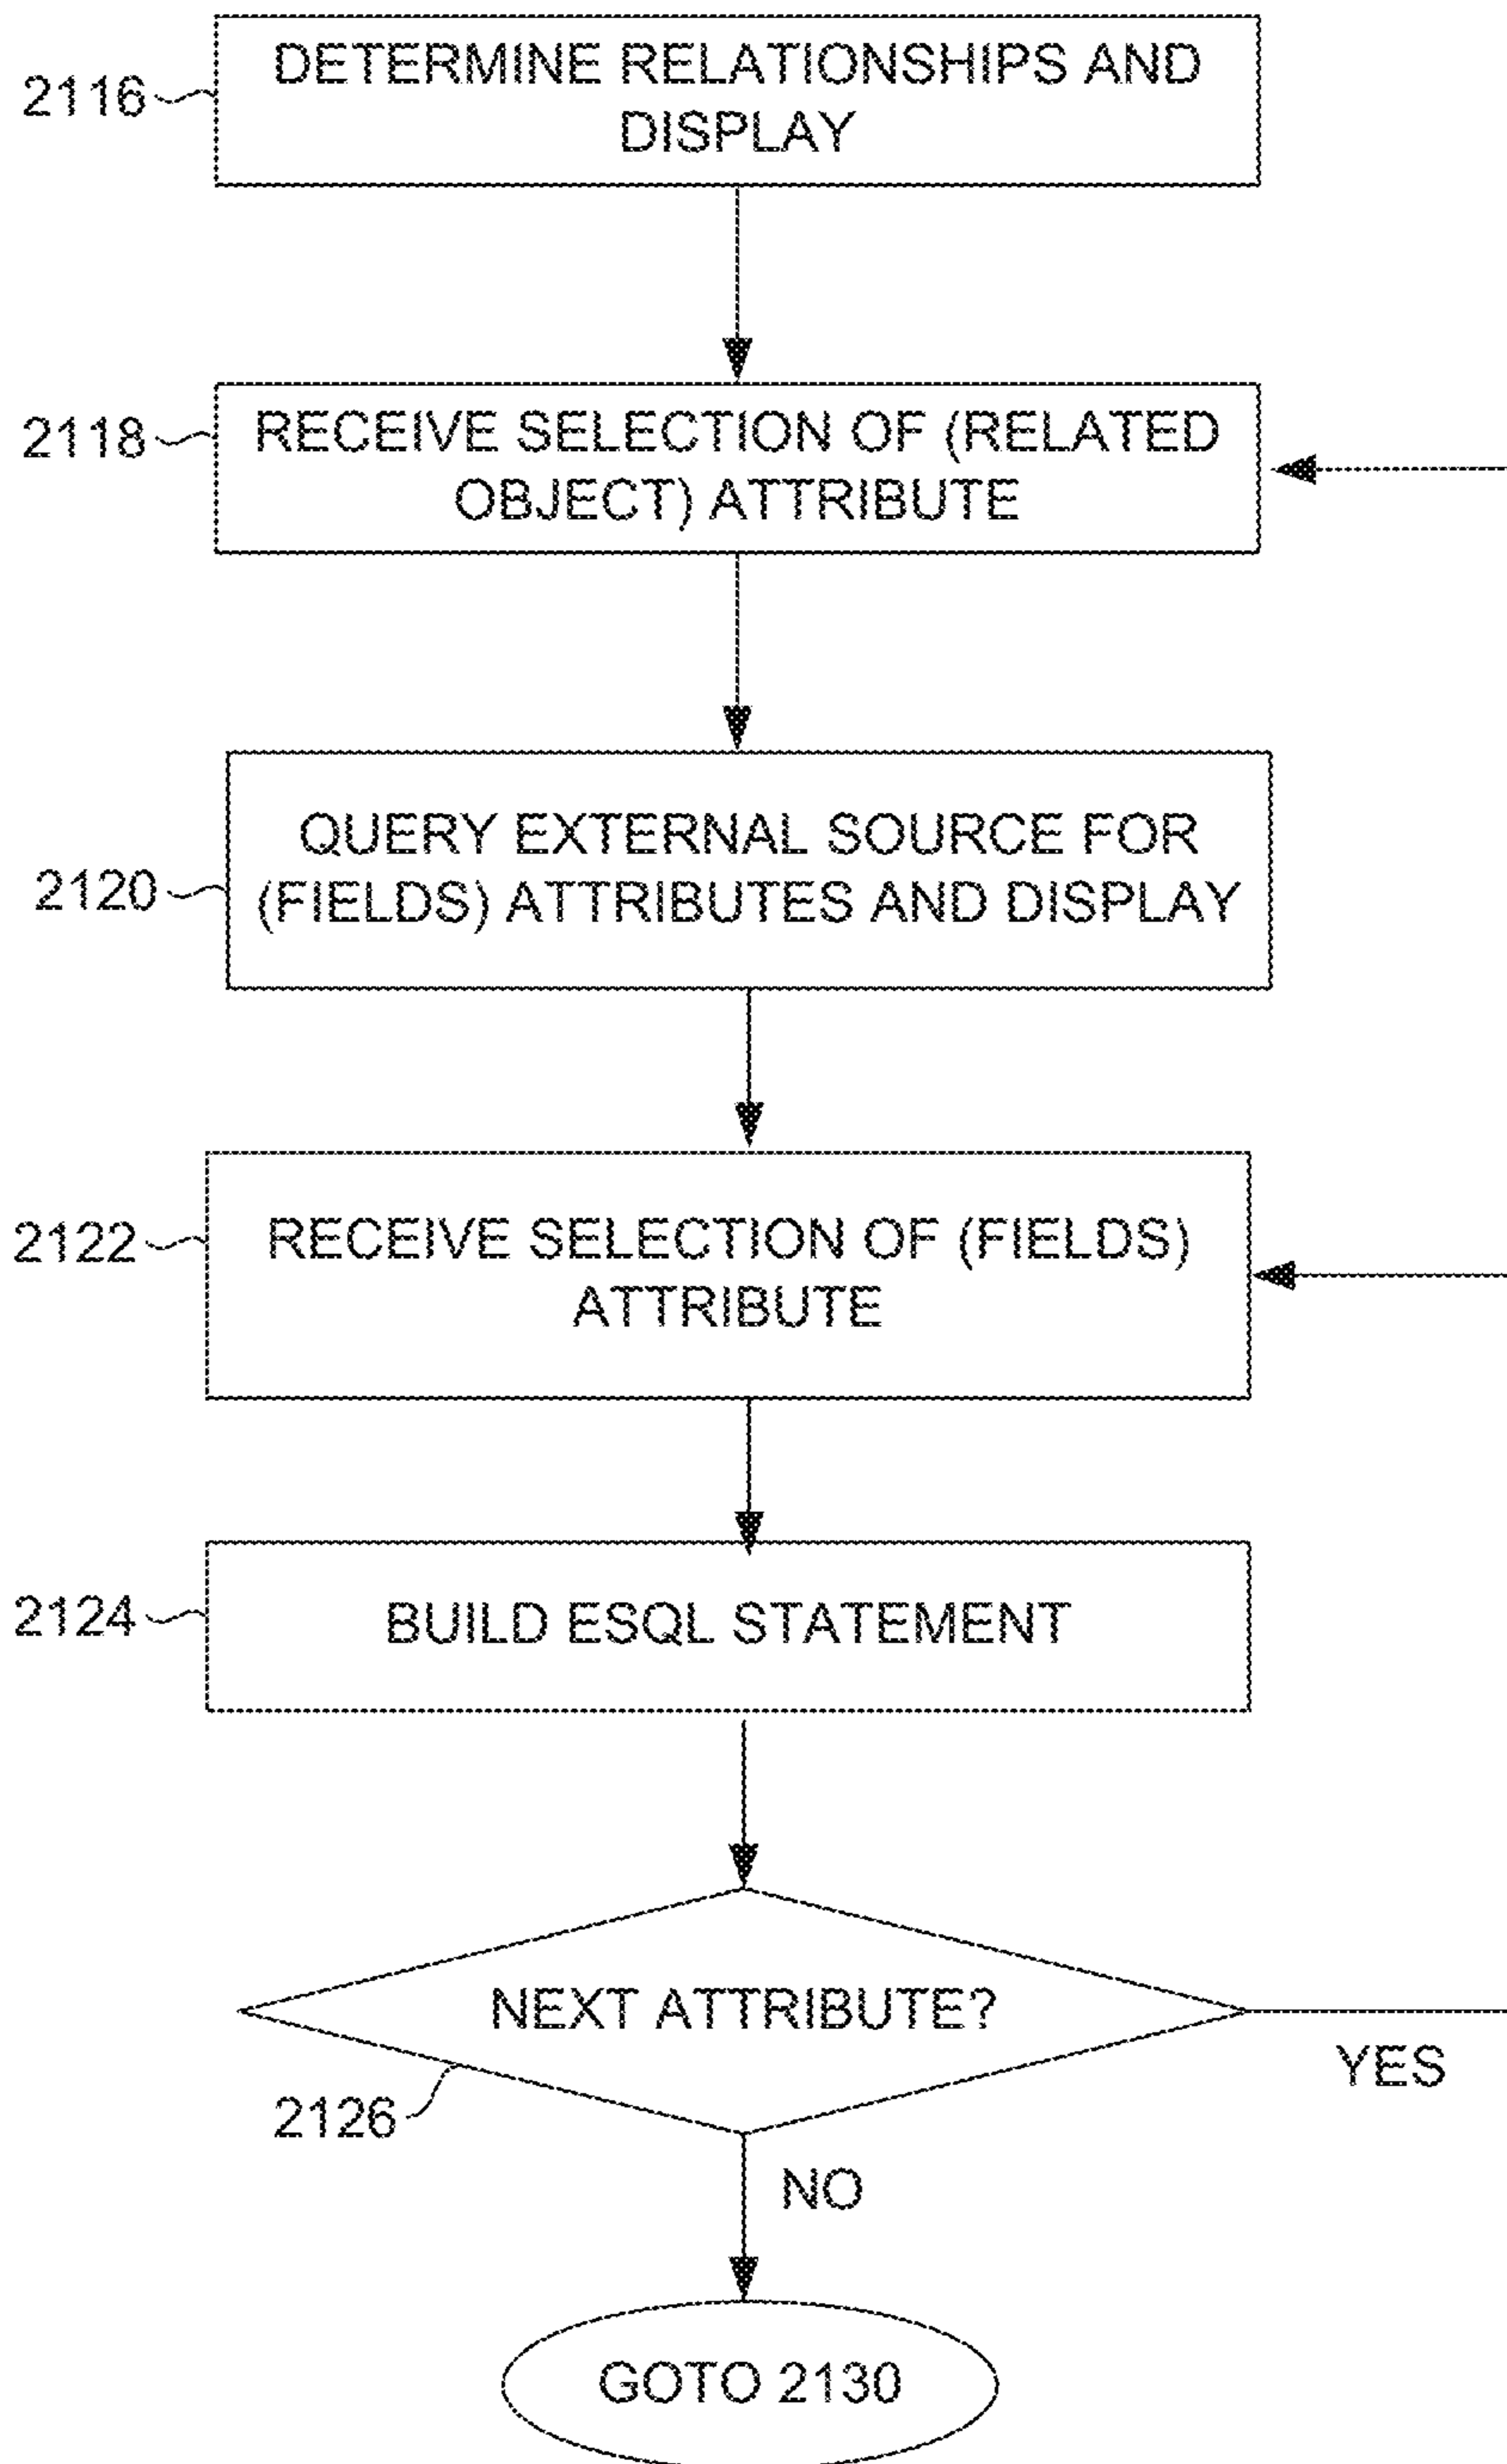 2116
DETERMINE RELATIONSHIPS AND
DISPLAY
2118
RECEIVE SELECTION OF (RELATED
OBJECT) ATTRIBUTE
2120
QUERY EXTERNAL SOURCE FOR
(FIELDS) ATTRIBUTES AND DISPLAY
2122
RECEIVE SELECTION OF (FIELDS)
ATTRIBUTE
2124
BUILD ESQL STATEMENT
NEXT ATTRIBUTE?
YES
2126
NO
GOTO 2130